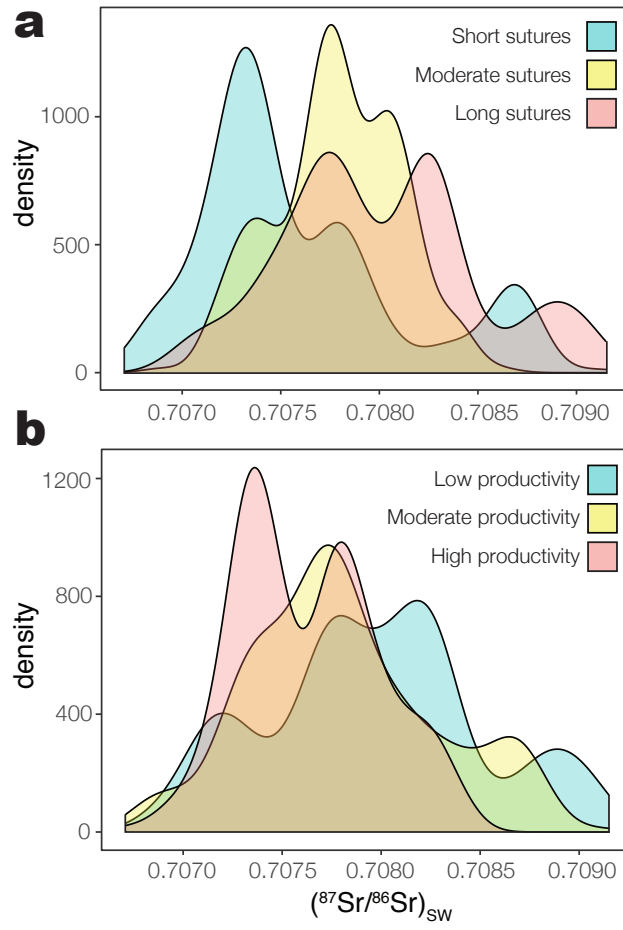 a
Short sutures
Moderate sutures
Long sutures
density
1000
500
0
0.7070 0.7075 0.7080 0.7085 0.7090
b
Low productivity
Moderate productivity
High productivity
density
1200
800
400
0
0.7070 0.7075 0.7080 0.7085 0.7090
(⁸⁷Sr/⁸⁶Sr)SW